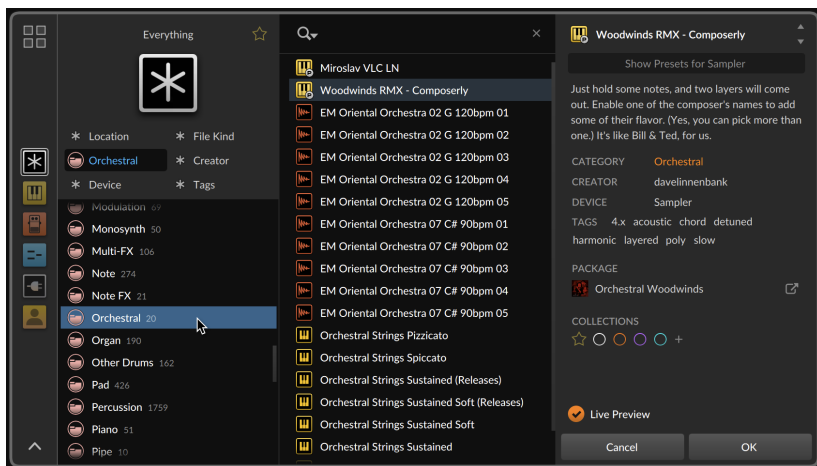 Everything
Location
File Kind
Orchestral
Creator
Device
Tags
Modulation 69
Monosynth 50
Multi-FX 106
Note 274
Note FX 21
Orchestral 20
Organ 190
Other Drums 162
Pad 426
Percussion 1759
Piano 51
Pipe 10
Miroslav VLC LN
Woodwinds RMX - Composerly
EM Oriental Orchestra 02 G 120bpm 01
EM Oriental Orchestra 02 G 120bpm 02
EM Oriental Orchestra 02 G 120bpm 03
EM Oriental Orchestra 02 G 120bpm 04
EM Oriental Orchestra 02 G 120bpm 05
EM Oriental Orchestra 07 C# 90bpm 01
EM Oriental Orchestra 07 C# 90bpm 02
EM Oriental Orchestra 07 C# 90bpm 03
EM Oriental Orchestra 07 C# 90bpm 04
EM Oriental Orchestra 07 C# 90bpm 05
Orchestral Strings Pizzicato
Orchestral Strings Spiccato
Orchestral Strings Sustained (Releases)
Orchestral Strings Sustained Soft (Releases)
Orchestral Strings Sustained Soft
Orchestral Strings Sustained
Woodwinds RMX - Composerly
Show Presets for Sampler
Just hold some notes, and two layers will come
out. Enable one of the composer's names to add
some of their flavor. (Yes, you can pick more than
one.) It's like Bill & Ted, for us.
CATEGORY Orchestral
CREATOR davelinnenbank
DEVICE Sampler
TAGS 4.x acoustic chord detuned
harmonic layered poly slow
PACKAGE
Orchestral Woodwinds
COLLECTIONS
Live Preview
Cancel
OK